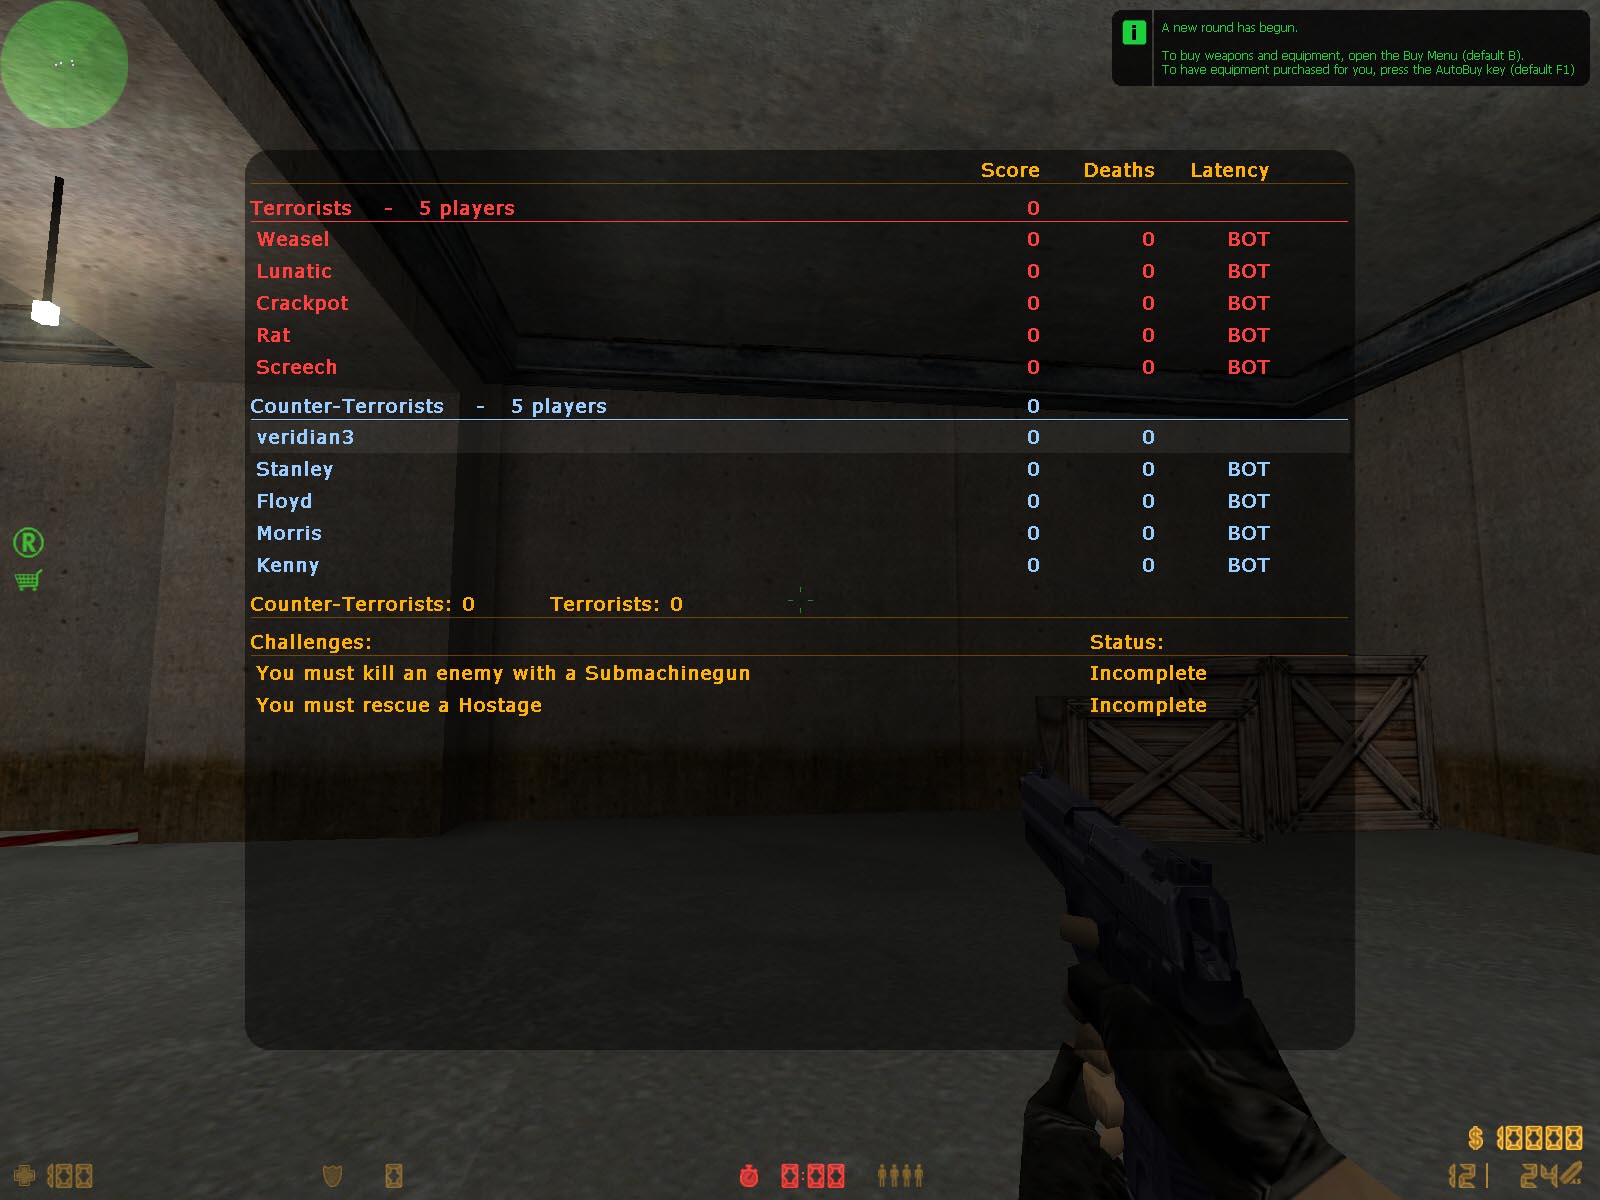 A new round has begun.
To buy weapons and equipment, open the Buy Menu (default B).
To have equipment purchased for you, press the AutoBuy key (default F1)
Score Deaths Latency
Terrorists - 5 players 0
Weasel 0 0 BOT
Lunatic 0 0 BOT
Crackpot 0 0 BOT
Rat 0 0 BOT
Screech 0 0 BOT
Counter-Terrorists - 5 players 0
veridian3 0 0
Stanley 0 0 BOT
Floyd 0 0 BOT
Morris 0 0 BOT
Kenny 0 0 BOT
Counter-Terrorists: 0 Terrorists: 0
Challenges: Status:
You must kill an enemy with a Submachinegun Incomplete
You must rescue a Hostage Incomplete
R
$ 10000
100 0 0:00 12| 24